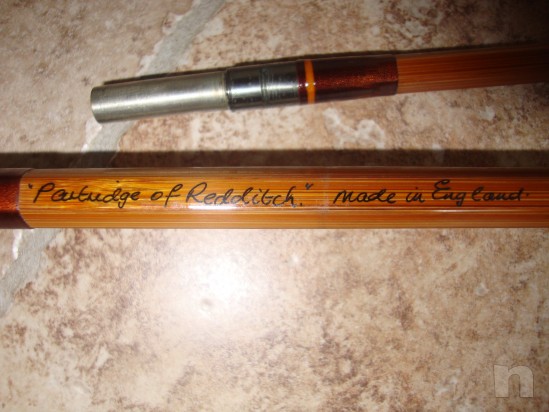 "Partridge of Redditch." Made in England.
n